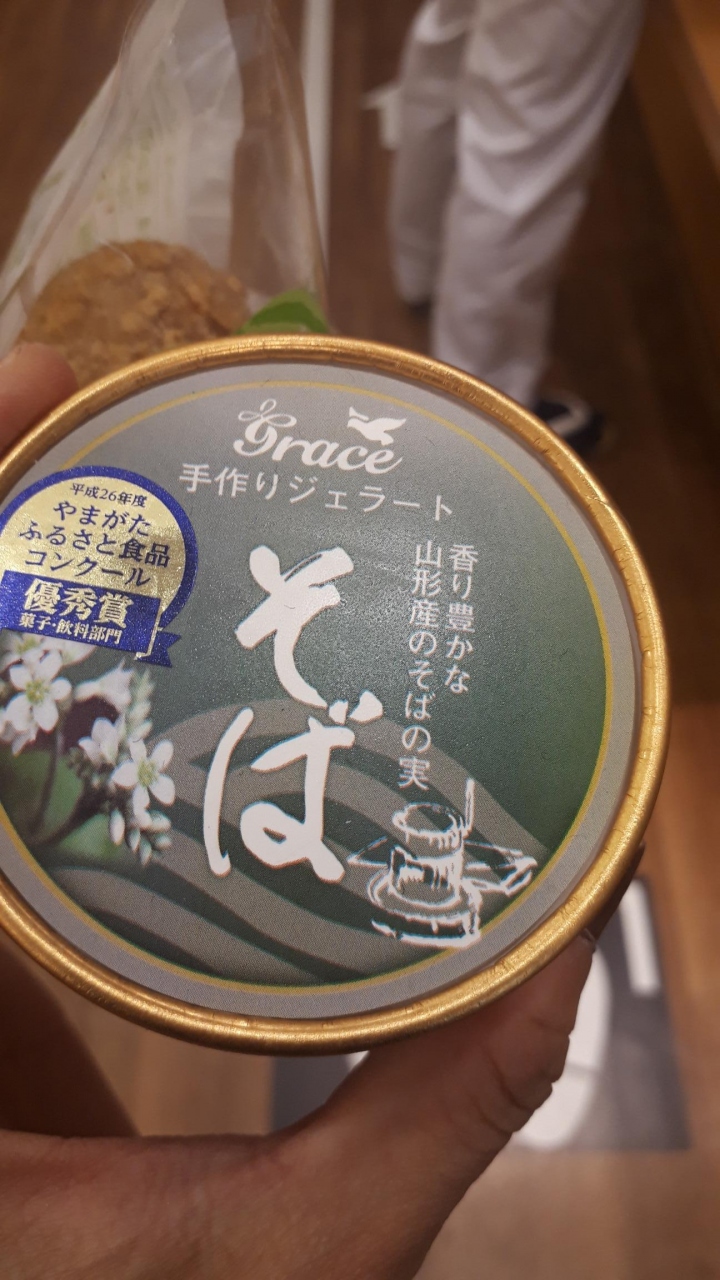 Grace
手作りジェラート
平成26年度
やまがた
ふるさと食品
コンクール
優秀賞
菓子・飲料部門
そば
香り豊かな
山形産のそばの実